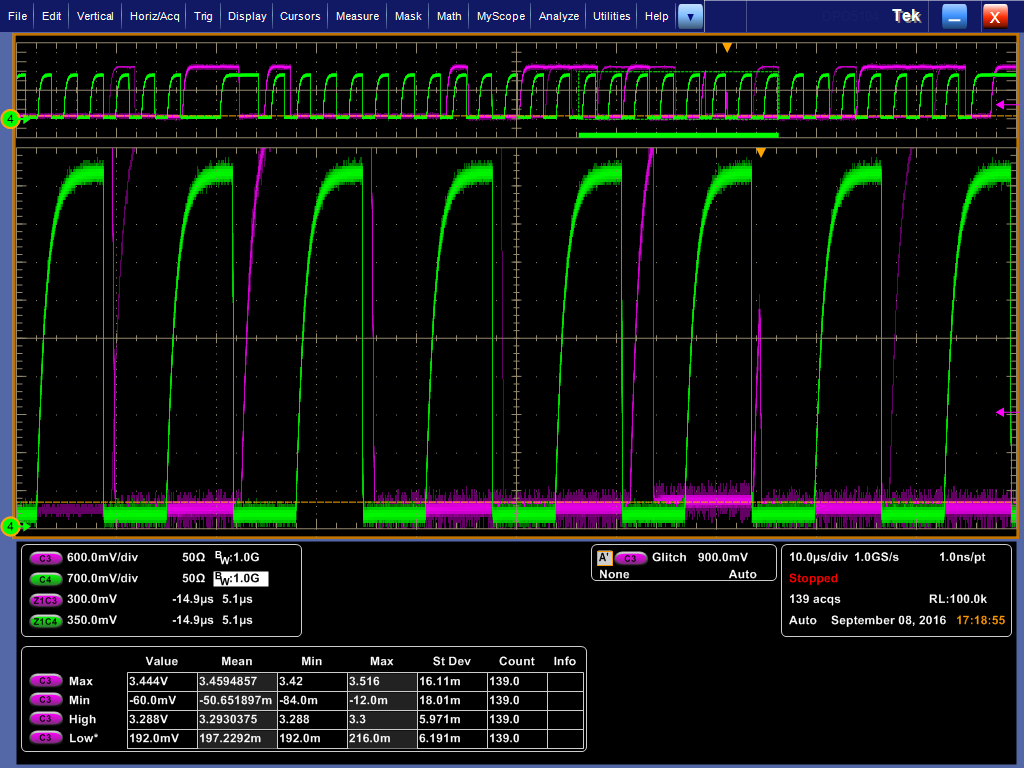 File Edit Vertical Horiz/Acq Trig Display Cursors Measure Mask Math MyScope Analyze Utilities Help Tek X
4
4
C3 600.0mV/div 50Ω BW:1.0G
C4 700.0mV/div 50Ω BW:1.0G
Z1C3 300.0mV -14.9µs 5.1µs
Z1C4 350.0mV -14.9µs 5.1µs
A' C3 Glitch 900.0mV
None Auto
10.0µs/div 1.0GS/s 1.0ns/pt
Stopped
139 acqs RL:100.0k
Auto September 08, 2016 17:18:55
Value Mean Min Max St Dev Count Info
C3 Max 3.444V 3.4594857 3.42 3.516 16.11m 139.0
C3 Min -60.0mV -50.651897m -84.0m -12.0m 18.01m 139.0
C3 High 3.288V 3.2930375 3.288 3.3 5.971m 139.0
C3 Low* 192.0mV 197.2292m 192.0m 216.0m 6.191m 139.0